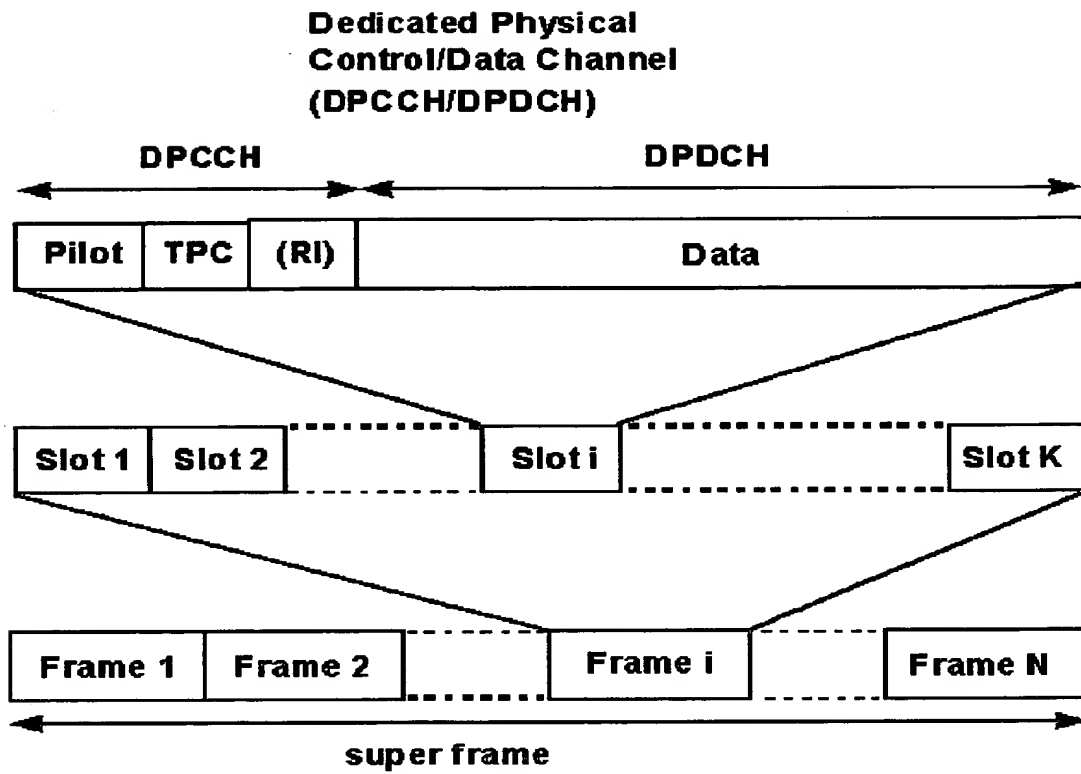 Dedicated Physical
Control/Data Channel
(DPCCH/DPDCH)
DPCCH DPDCH
Pilot TPC (RI) Data
Slot 1 Slot 2 Slot i Slot K
Frame 1 Frame 2 Frame i Frame N
super frame